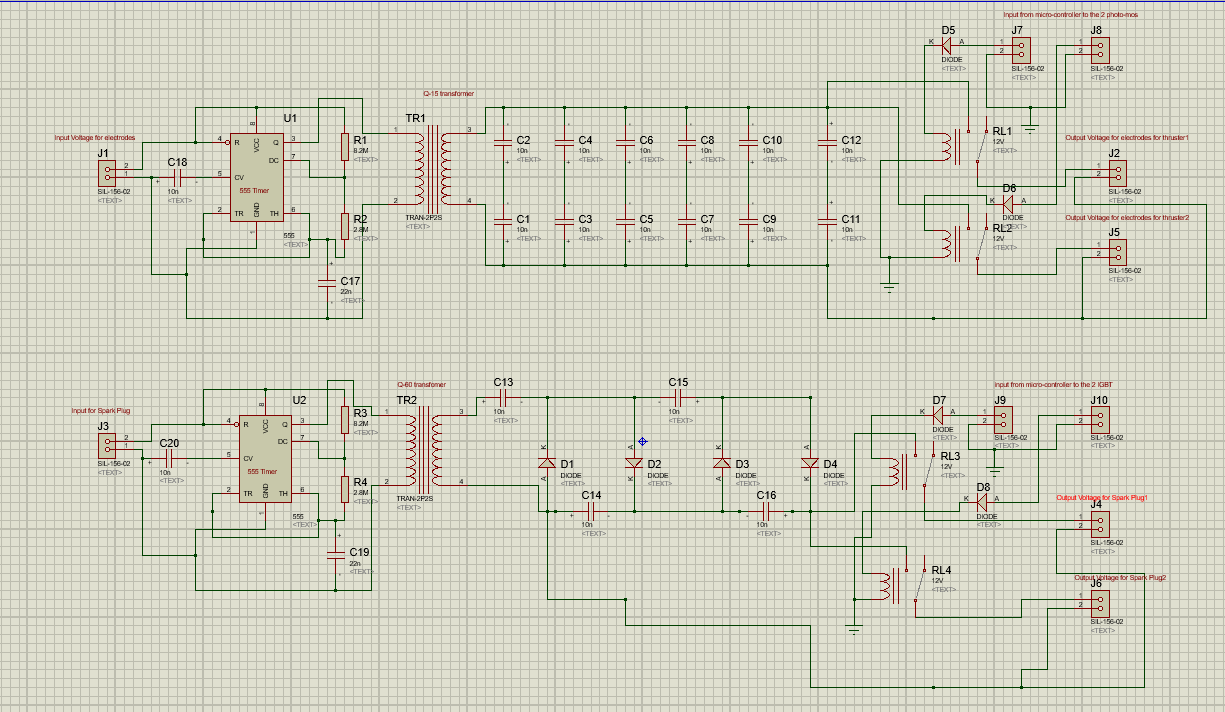 Input from micro-controller to the 2 photo-mos
D5
K
A
DIODE
<TEXT>
J7
1
2
SIL-156-02
<TEXT>
J8
1
2
SIL-156-02
<TEXT>
Q-15 transformer
Input Voltage for electrodes
J1
2
1
SIL-156-02
<TEXT>
C18
+
-
10n
<TEXT>
U1
8
VCC
4
R
Q
3
DC
7
5
CV
555 Timer
2
TR
GND
TH
6
1
555
<TEXT>
R1
8.2M
<TEXT>
R2
2.8M
<TEXT>
C17
22n
<TEXT>
TR1
1
3
2
4
TRAN-2P2S
<TEXT>
C2
10n
<TEXT>
C4
10n
<TEXT>
C6
10n
<TEXT>
C8
10n
<TEXT>
C10
10n
<TEXT>
C12
10n
<TEXT>
C1
10n
<TEXT>
C3
10n
<TEXT>
C5
10n
<TEXT>
C7
10n
<TEXT>
C9
10n
<TEXT>
C11
10n
<TEXT>
RL1
12V
<TEXT>
Output Voltage for electrodes for thruster1
J2
1
2
SIL-156-02
<TEXT>
D6
K
A
DIODE
<TEXT>
RL2
12V
<TEXT>
Output Voltage for electrodes for thruster2
J5
1
2
SIL-156-02
<TEXT>
Q-60 transfomer
Input for Spark Plug
J3
2
1
SIL-156-02
<TEXT>
C20
+
-
10n
<TEXT>
U2
8
VCC
4
R
Q
3
DC
7
5
CV
555 Timer
2
TR
GND
TH
6
1
555
<TEXT>
R3
8.2M
<TEXT>
R4
2.8M
<TEXT>
C19
22n
<TEXT>
TR2
1
3
2
4
TRAN-2P2S
<TEXT>
C13
10n
<TEXT>
C15
10n
<TEXT>
D1
K
A
DIODE
<TEXT>
D2
A
K
DIODE
<TEXT>
D3
K
A
DIODE
<TEXT>
D4
A
K
DIODE
<TEXT>
C14
10n
<TEXT>
C16
10n
<TEXT>
input from micro-controller to the 2 IGBT
D7
K
A
DIODE
<TEXT>
J9
1
2
SIL-156-02
<TEXT>
J10
1
2
SIL-156-02
<TEXT>
RL3
12V
<TEXT>
D8
K
A
DIODE
<TEXT>
Output Voltage for Spark Plug1
J4
1
2
SIL-156-02
<TEXT>
RL4
12V
<TEXT>
Output Voltage for Spark Plug2
J6
1
2
SIL-156-02
<TEXT>